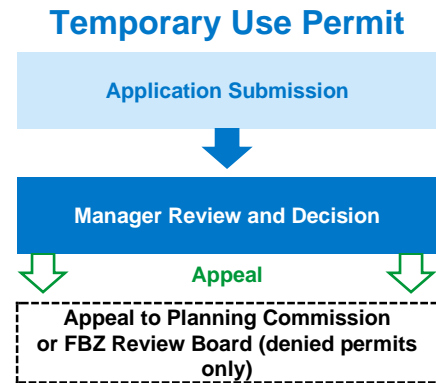 Temporary Use Permit
Application Submission
Manager Review and Decision
Appeal
Appeal to Planning Commission
or FBZ Review Board (denied permits
only)